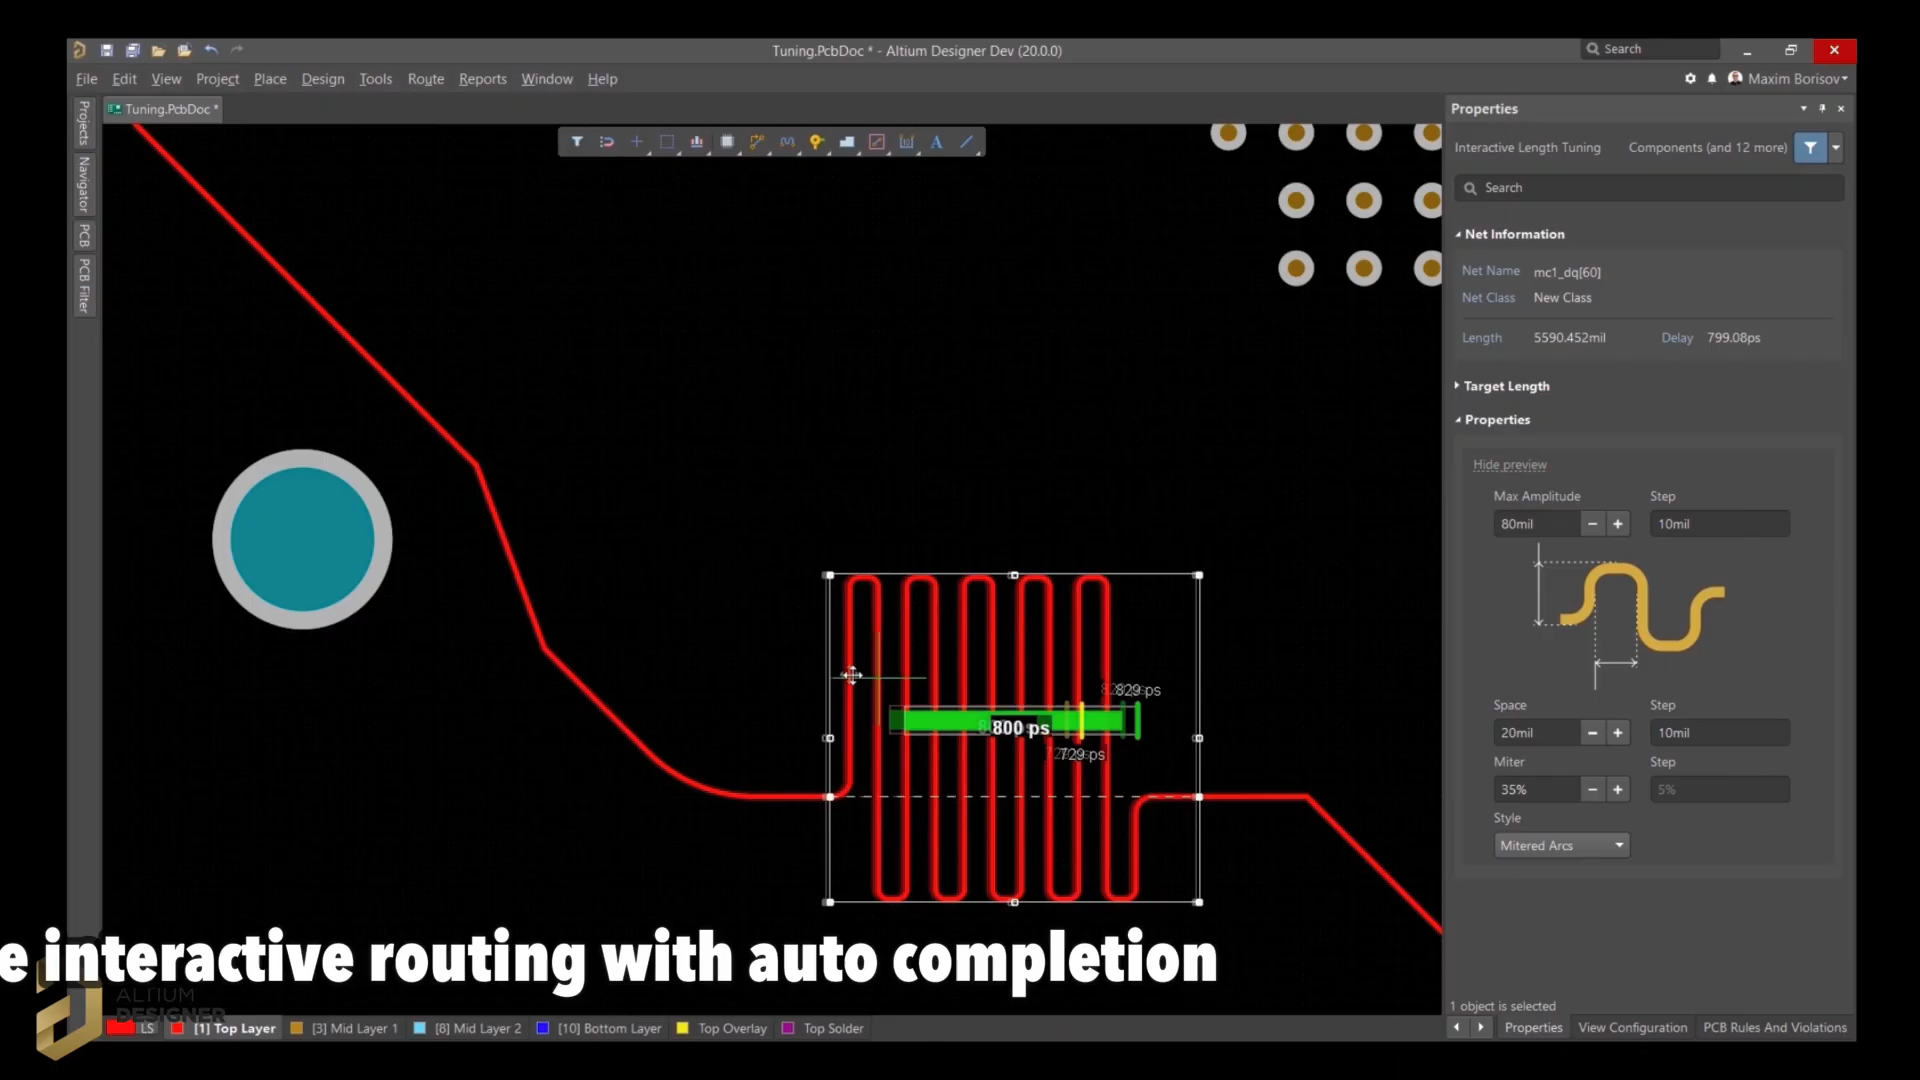 Tuning.PcbDoc * - Altium Designer Dev (20.0.0)
Search
File Edit View Project Place Design Tools Route Reports Window Help
Maxim Borisov
Projects
Navigator
PCB
PCB Filter
Tuning.PcbDoc *
A
829 ps
800 ps
729 ps
Properties
Interactive Length Tuning Components (and 12 more)
Search
Net Information
Net Name mc1_dq[60]
Net Class New Class
Length 5590.452mil Delay 799.08ps
Target Length
Properties
Hide preview
Max Amplitude Step
80mil 10mil
Space Step
20mil 10mil
Miter Step
35% 5%
Style
Mitered Arcs
e interactive routing with auto completion
ALTIUM
DESIGNER
1 object is selected
LS [1] Top Layer [3] Mid Layer 1 [8] Mid Layer 2 [10] Bottom Layer Top Overlay Top Solder
Properties View Configuration PCB Rules And Violations